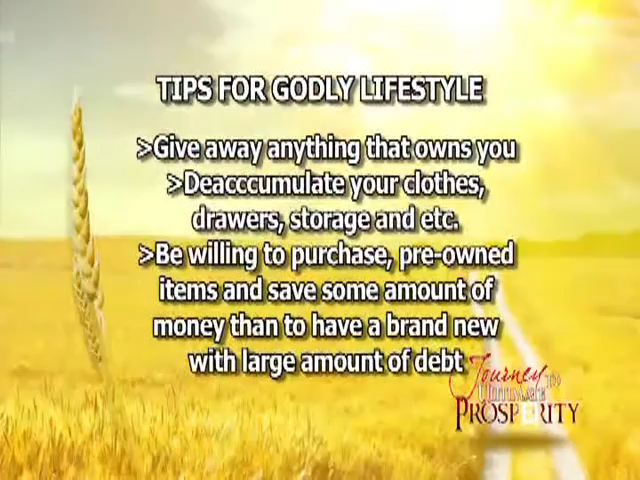 TIPS FOR GODLY LIFESTYLE
>Give away anything that owns you
>Deacccumulate your clothes,
drawers, storage and etc.
>Be willing to purchase, pre-owned
items and save some amount of
money than to have a brand new
with large amount of debt
Journey TO
ULTIMATE
PROSPERITY